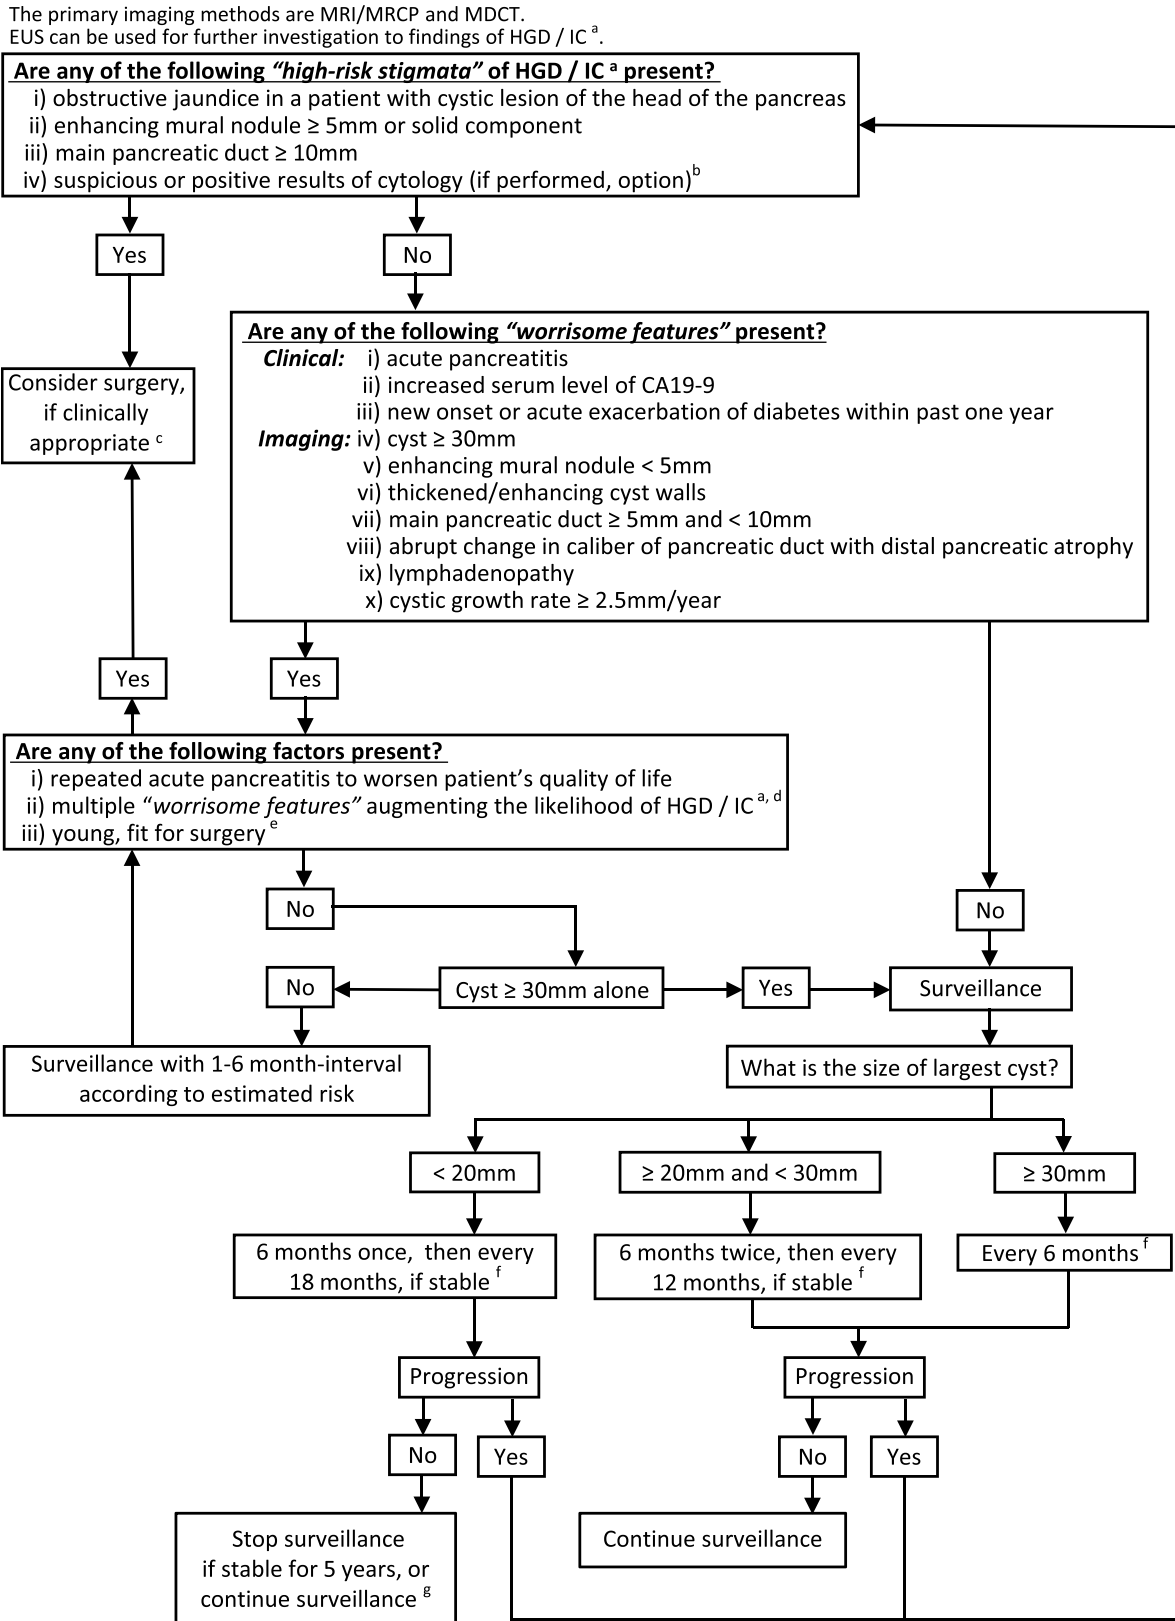 The primary imaging methods are MRI/MRCP and MDCT.
EUS can be used for further investigation to findings of HGD / IC a.
Are any of the following “high-risk stigmata” of HGD / IC a present?
i) obstructive jaundice in a patient with cystic lesion of the head of the pancreas
ii) enhancing mural nodule ≥ 5mm or solid component
iii) main pancreatic duct ≥ 10mm
iv) suspicious or positive results of cytology (if performed, option) b
Yes
No
Are any of the following “worrisome features” present?
Clinical: i) acute pancreatitis
ii) increased serum level of CA19-9
iii) new onset or acute exacerbation of diabetes within past one year
Imaging: iv) cyst ≥ 30mm
v) enhancing mural nodule < 5mm
vi) thickened/enhancing cyst walls
vii) main pancreatic duct ≥ 5mm and < 10mm
viii) abrupt change in caliber of pancreatic duct with distal pancreatic atrophy
ix) lymphadenopathy
x) cystic growth rate ≥ 2.5mm/year
Consider surgery,
if clinically
appropriate c
Yes
Yes
Are any of the following factors present?
i) repeated acute pancreatitis to worsen patient’s quality of life
ii) multiple “worrisome features” augmenting the likelihood of HGD / IC a, d
iii) young, fit for surgery e
No
No
No
Cyst ≥ 30mm alone
Yes
Surveillance
Surveillance with 1-6 month-interval
according to estimated risk
What is the size of largest cyst?
< 20mm
≥ 20mm and < 30mm
≥ 30mm
6 months once, then every
18 months, if stable f
6 months twice, then every
12 months, if stable f
Every 6 months f
Progression
Progression
No
Yes
No
Yes
Stop surveillance
if stable for 5 years, or
continue surveillance g
Continue surveillance